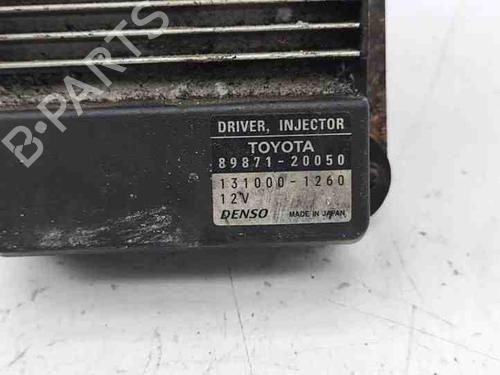 B-PARTS
DRIVER, INJECTOR
TOYOTA
89871-20050
131000-1260
12V
DENSO MADE IN JAPAN